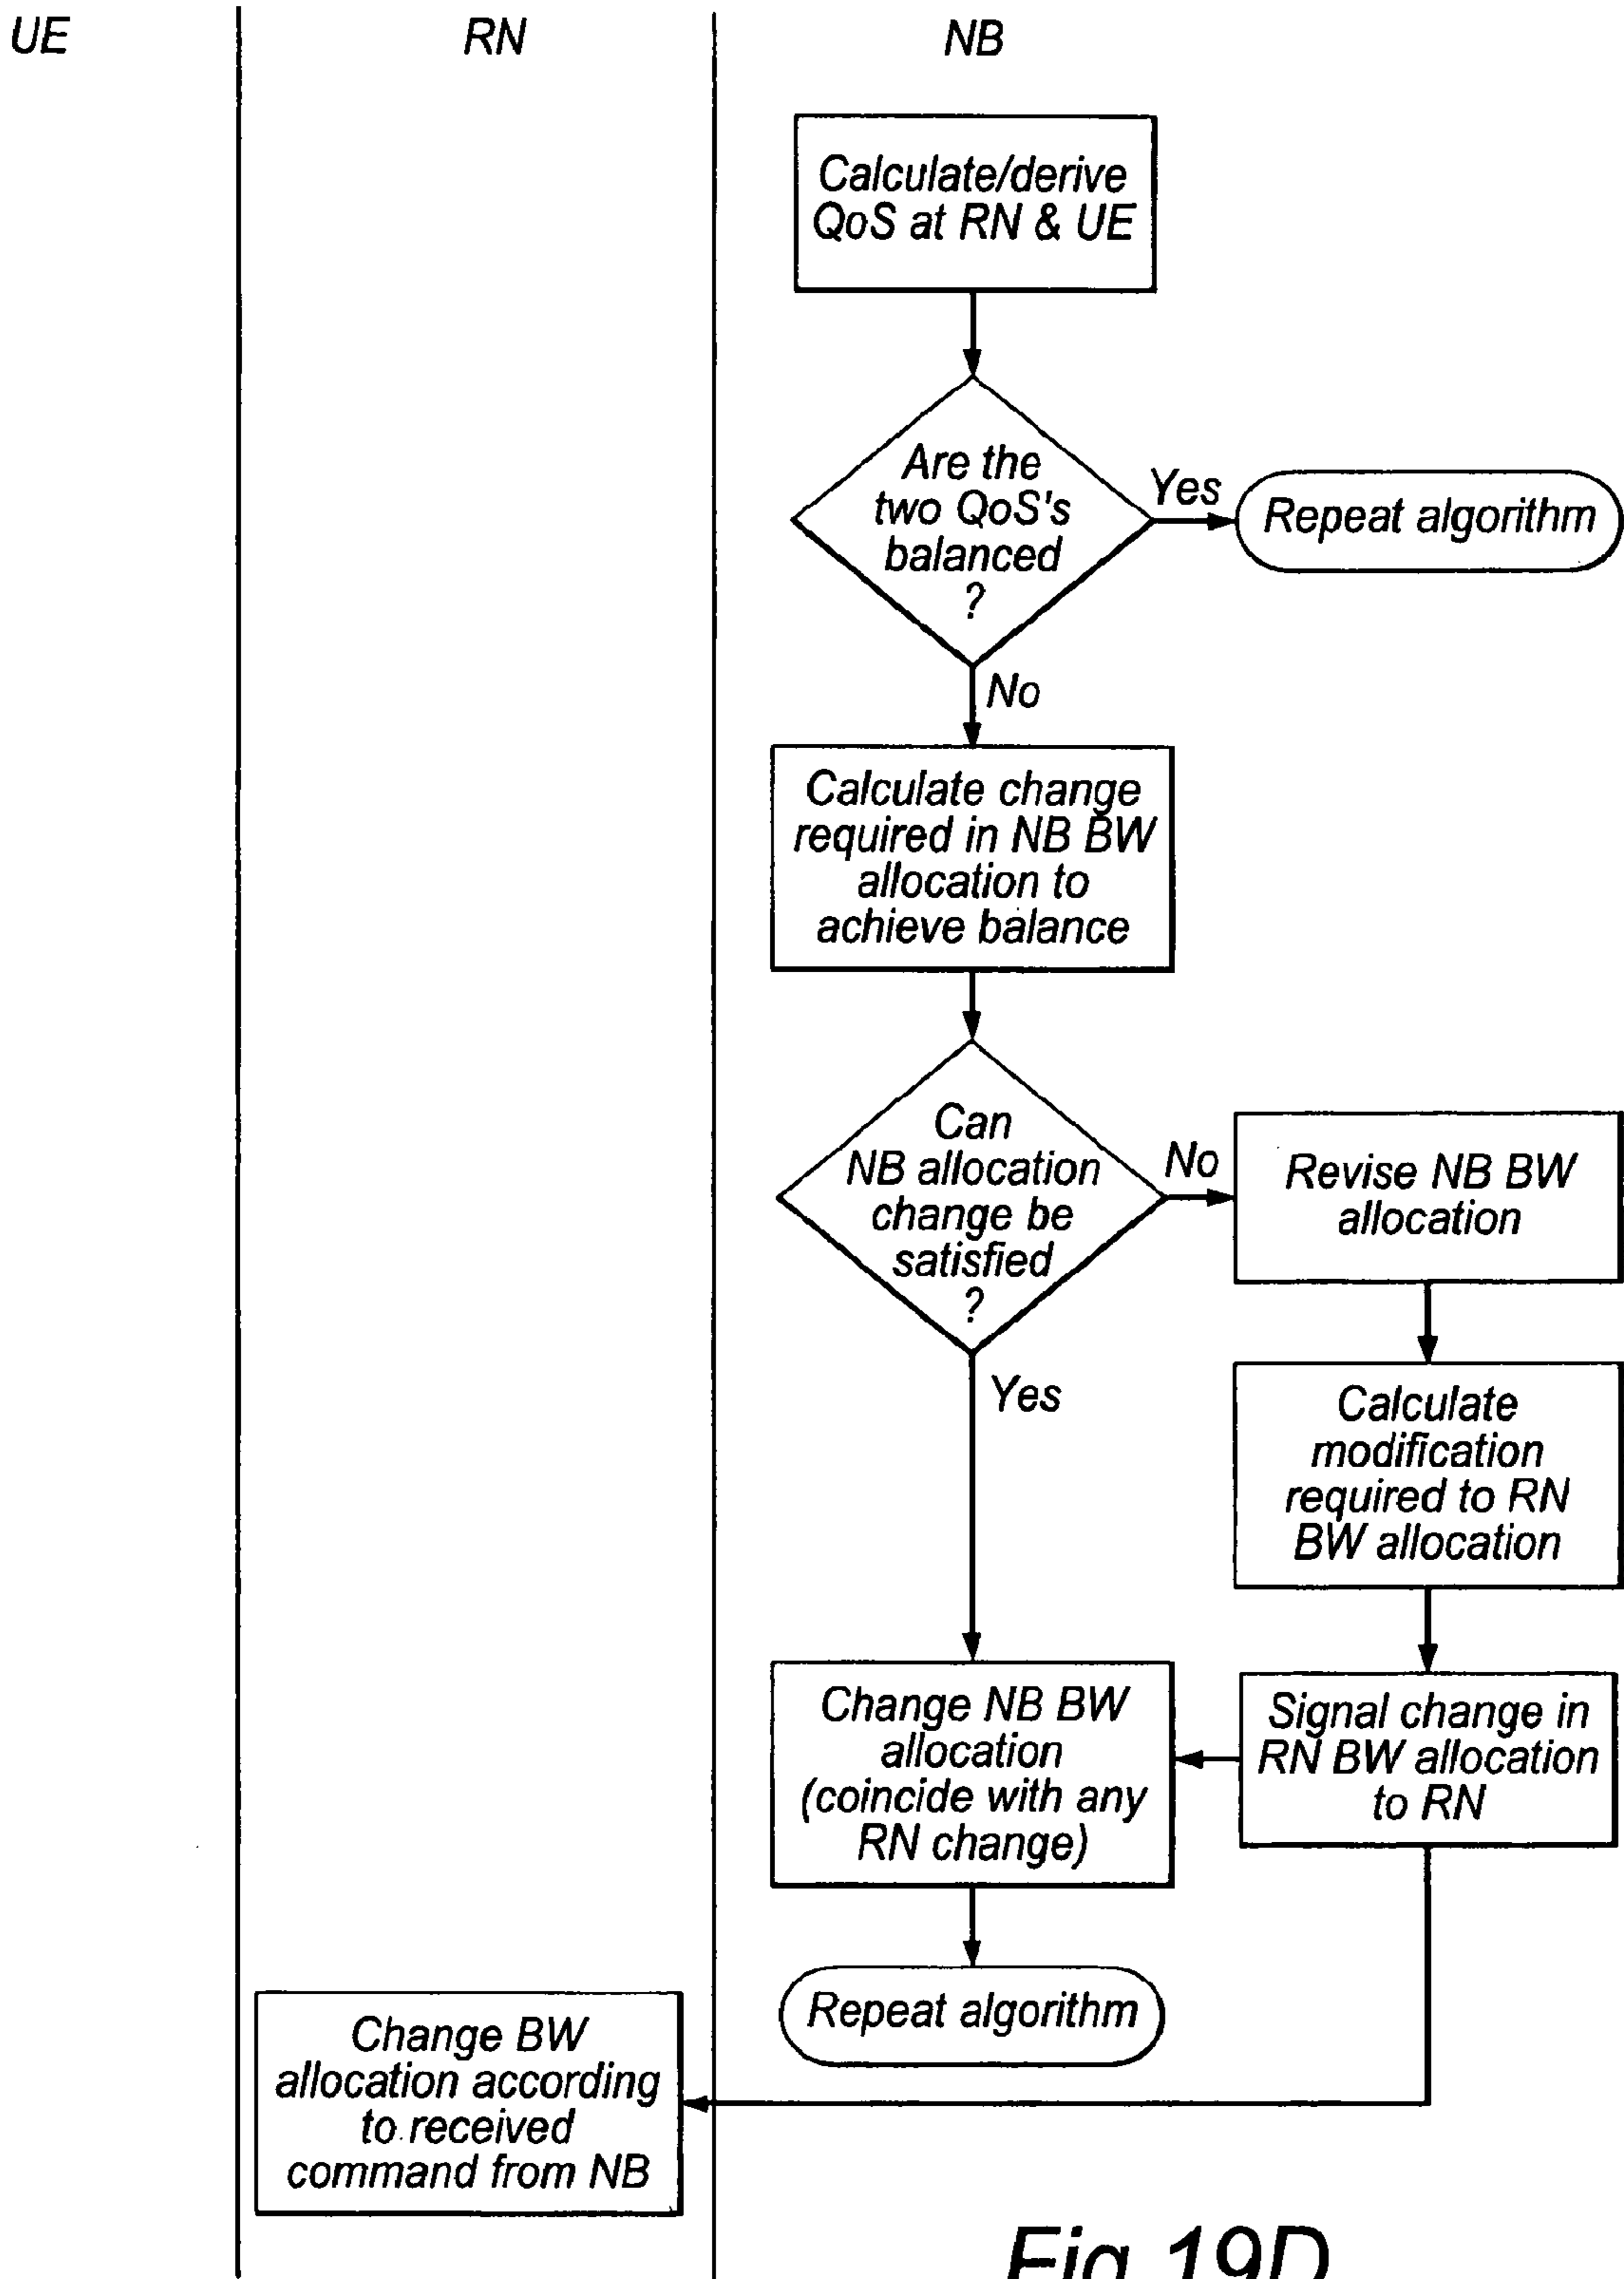 UE
RN
NB
Calculate/derive
QoS at RN & UE
Are the
two QoS's
balanced
?
Yes
Repeat algorithm
No
Calculate change
required in NB BW
allocation to
achieve balance
Can
NB allocation
change be
satisfied
?
No
Revise NB BW
allocation
Yes
Calculate
modification
required to RN
BW allocation
Change NB BW
allocation
(coincide with any
RN change)
Signal change in
RN BW allocation
to RN
Repeat algorithm
Change BW
allocation according
to received
command from NB
Fig 19D